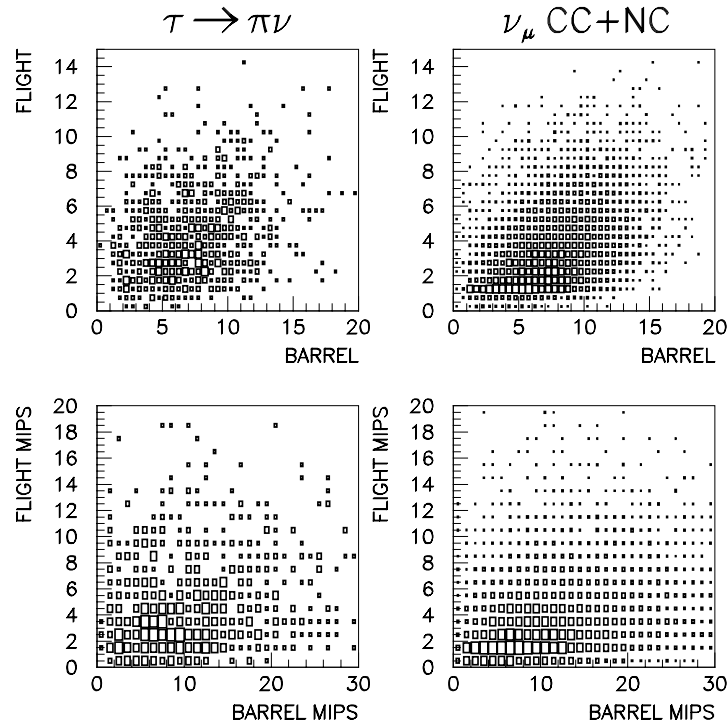 τ → πν
ν_μ CC+NC
FLIGHT
14
12
10
8
6
4
2
0
0 5 10 15 20
BARREL
FLIGHT
14
12
10
8
6
4
2
0
0 5 10 15 20
BARREL
FLIGHT MIPS
20
18
16
14
12
10
8
6
4
2
0
0 10 20 30
BARREL MIPS
FLIGHT MIPS
20
18
16
14
12
10
8
6
4
2
0
0 10 20 30
BARREL MIPS